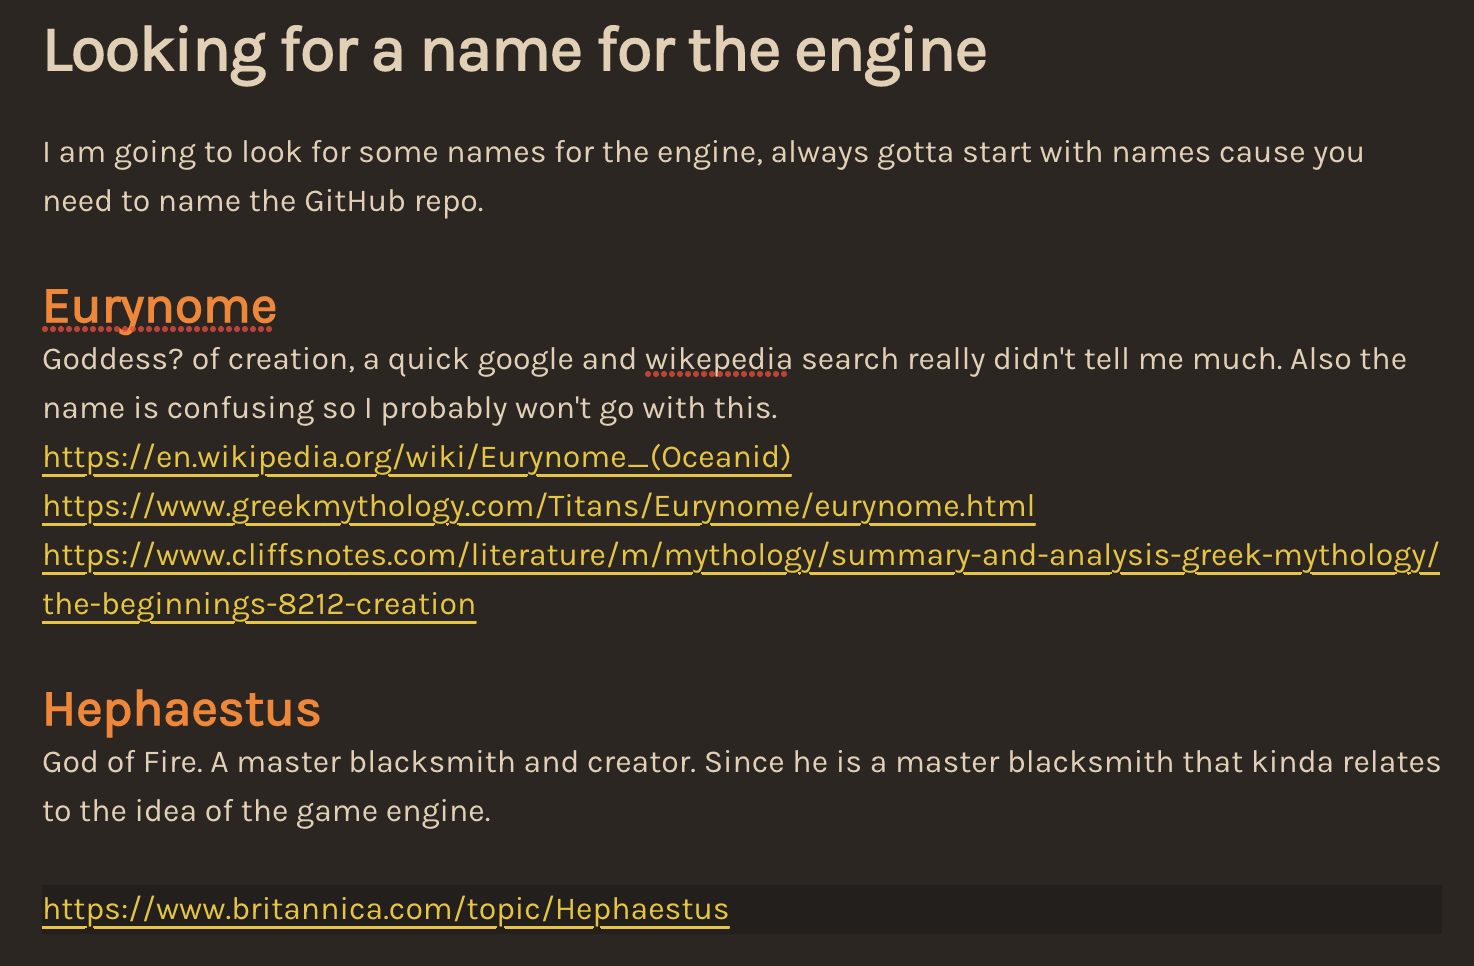 Looking for a name for the engine
I am going to look for some names for the engine, always gotta start with names cause you
need to name the GitHub repo.
Eurynome
Goddess? of creation, a quick google and wikepedia search really didn't tell me much. Also the
name is confusing so I probably won't go with this.
https://en.wikipedia.org/wiki/Eurynome_(Oceanid)
https://www.greekmythology.com/Titans/Eurynome/eurynome.html
https://www.cliffsnotes.com/literature/m/mythology/summary-and-analysis-greek-mythology/
the-beginnings-8212-creation
Hephaestus
God of Fire. A master blacksmith and creator. Since he is a master blacksmith that kinda relates
to the idea of the game engine.
https://www.britannica.com/topic/Hephaestus